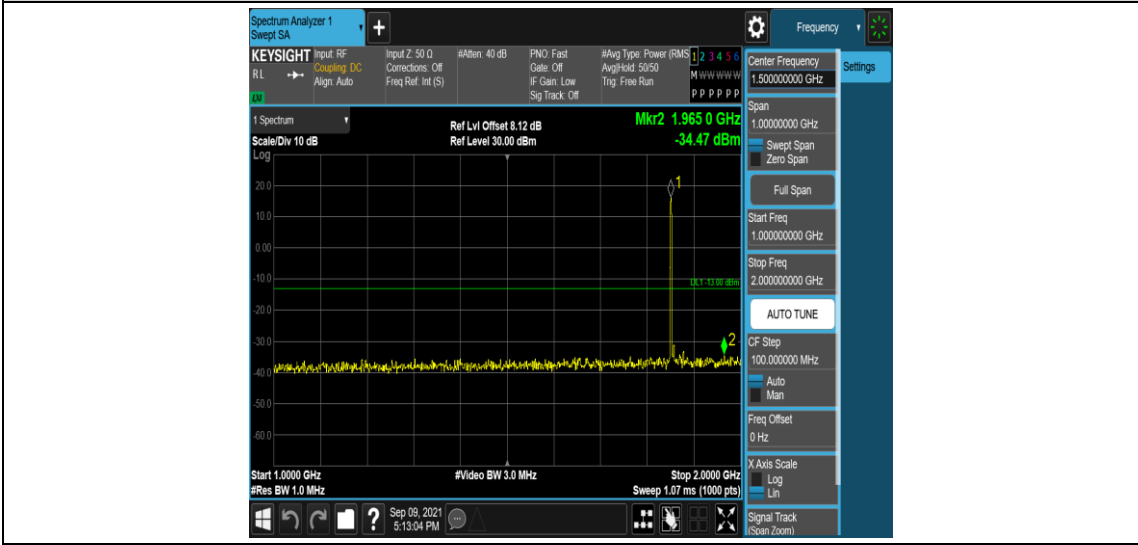 Spectrum Analyzer 1
Swept SA
+
Frequency
KEYSIGHT
RL
LM
Input: RF
Coupling: DC
Align: Auto
Input Z: 50 Ω
Corrections: Off
Freq Ref: Int (S)
#Atten: 40 dB
PNO: Fast
Gate: Off
IF Gain: Low
Sig Track: Off
#Avg Type: Power (RMS
Avg|Hold: 50/50
Trig: Free Run
1 2 3 4 5 6
M W W W W W
P P P P P P
1 Spectrum
Scale/Div 10 dB
Log
Ref Lvl Offset 8.12 dB
Ref Level 30.00 dBm
Mkr2 1.965 0 GHz
-34.47 dBm
20.0
10.0
0.00
-10.0
-20.0
-30.0
-40.0
-50.0
-60.0
1
DL1 -13.00 dBm
2
Start 1.0000 GHz
#Res BW 1.0 MHz
#Video BW 3.0 MHz
Stop 2.0000 GHz
Sweep 1.07 ms (1000 pts)
Center Frequency
1.500000000 GHz
Settings
Span
1.00000000 GHz
Swept Span
Zero Span
Full Span
Start Freq
1.000000000 GHz
Stop Freq
2.000000000 GHz
AUTO TUNE
CF Step
100.000000 MHz
Auto
Man
Freq Offset
0 Hz
X Axis Scale
Log
Lin
Signal Track
(Span Zoom)
?
Sep 09, 2021
5:13:04 PM